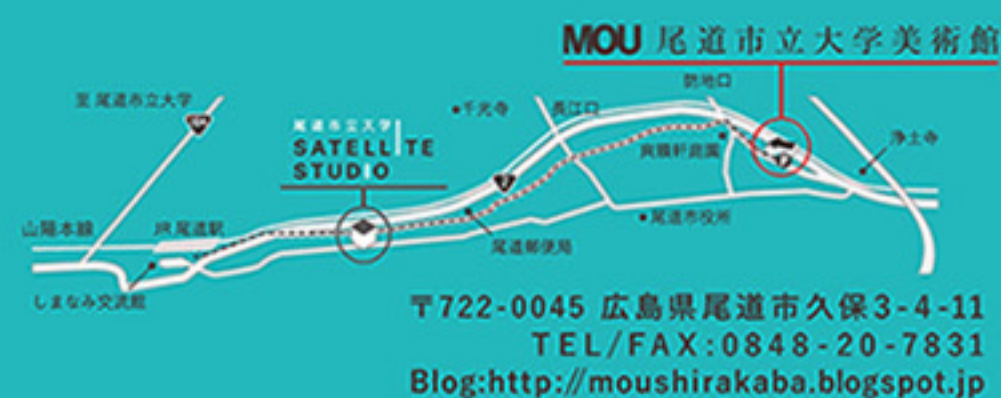 MOU 尾道市立大学美術館
防地口
至 尾道市立大学
184
•千光寺
長江口
尾道市立大学
SATELLITE
STUDIO
浄土寺
爽籟軒庭園
2
山陽本線
JR尾道駅
•尾道市役所
尾道郵便局
しまなみ交流館
〒722-0045 広島県尾道市久保3-4-11
TEL/FAX:0848-20-7831
Blog:http://moushirakaba.blogspot.jp